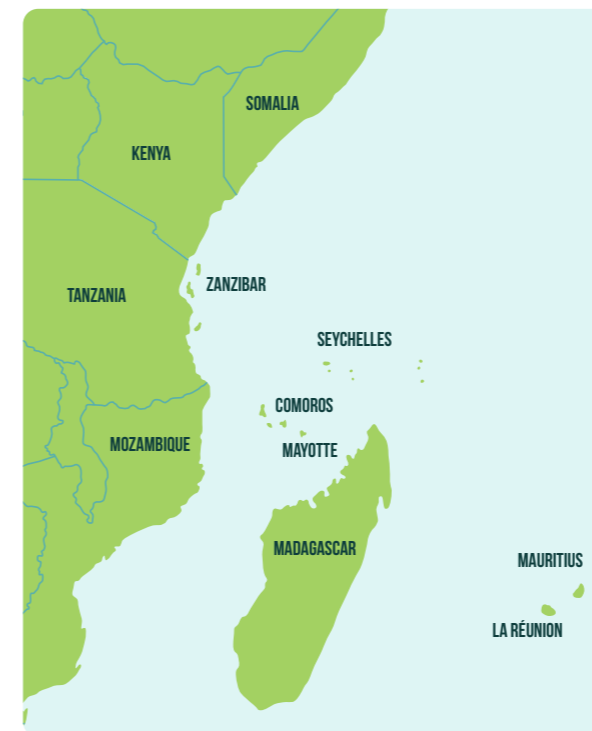 SOMALIA
KENYA
ZANZIBAR
TANZANIA
SEYCHELLES
COMOROS
MOZAMBIQUE
MAYOTTE
MADAGASCAR
MAURITIUS
LA RÉUNION